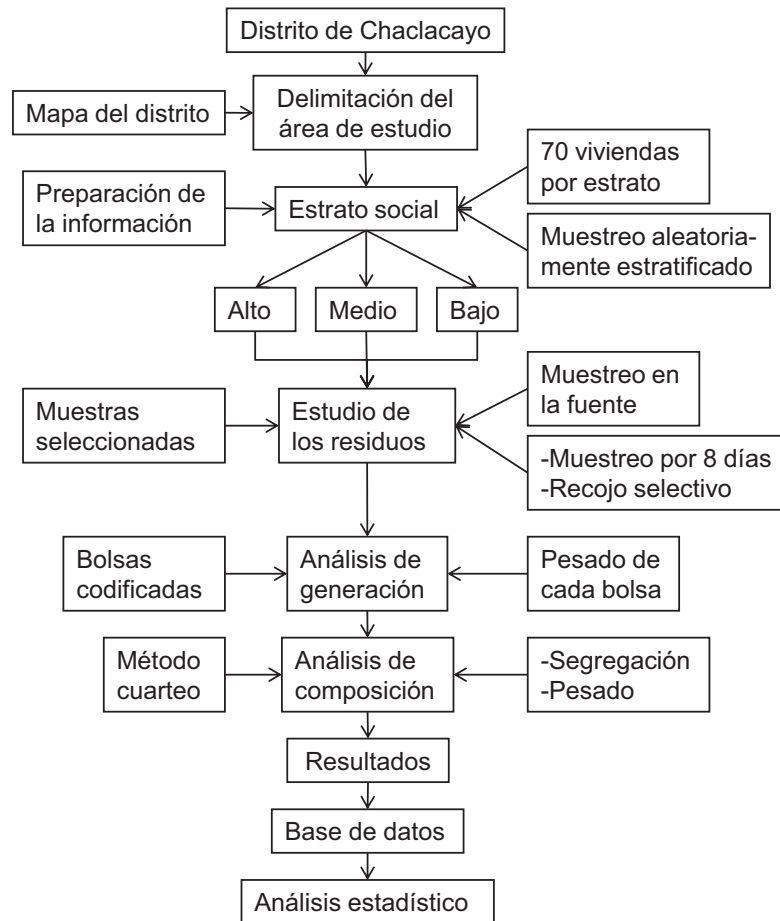 Distrito de Chaclacayo
Mapa del distrito
Delimitación del
área de estudio
Preparación de
la información
Estrato social
70 viviendas
por estrato
Muestreo aleatoria-
mente estratificado
Alto
Medio
Bajo
Muestras
seleccionadas
Estudio de
los residuos
Muestreo en
la fuente
-Muestreo por 8 días
-Recojo selectivo
Bolsas
codificadas
Análisis de
generación
Pesado de
cada bolsa
Método
cuarteo
Análisis de
composición
-Segregación
-Pesado
Resultados
Base de datos
Análisis estadístico